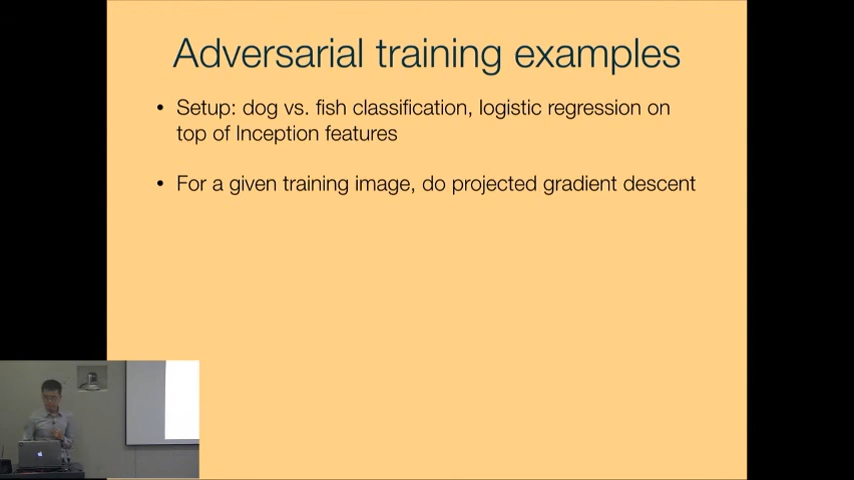 Adversarial training examples
• Setup: dog vs. fish classification, logistic regression on
top of Inception features
• For a given training image, do projected gradient descent